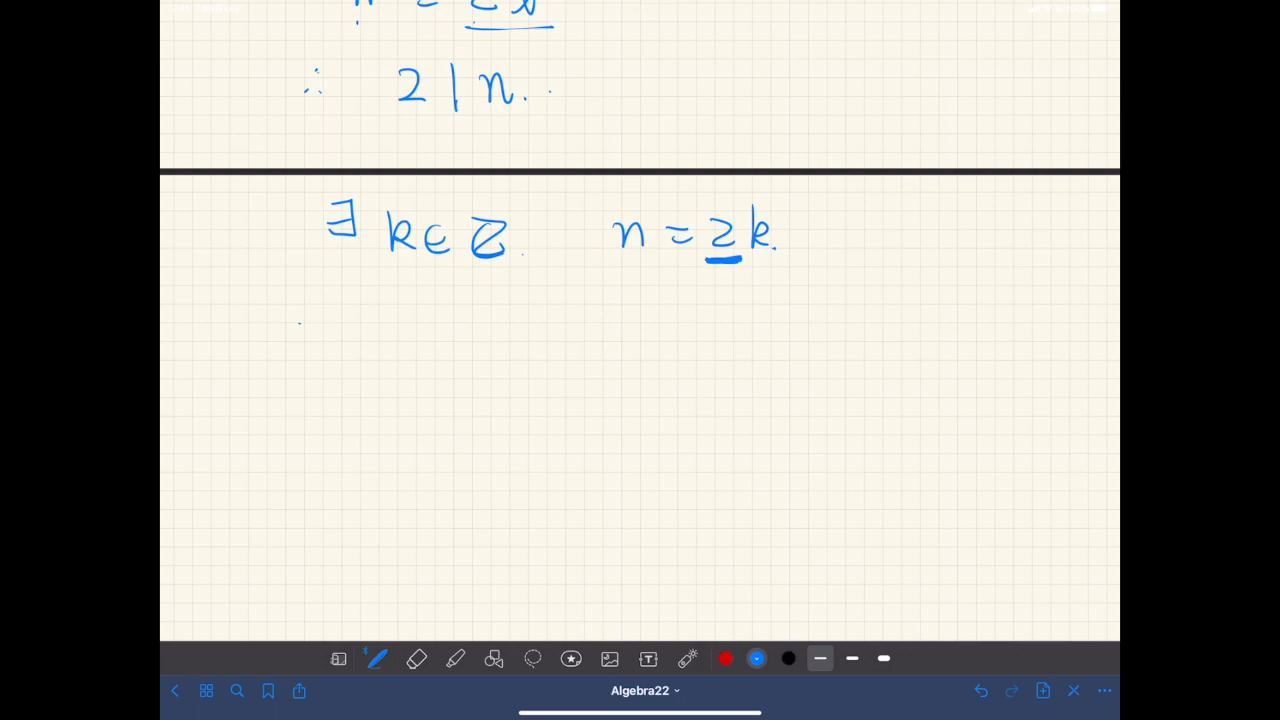 ∴ 2 | n.
∃ k ∈ ℤ. n = 2k.
Algebra22